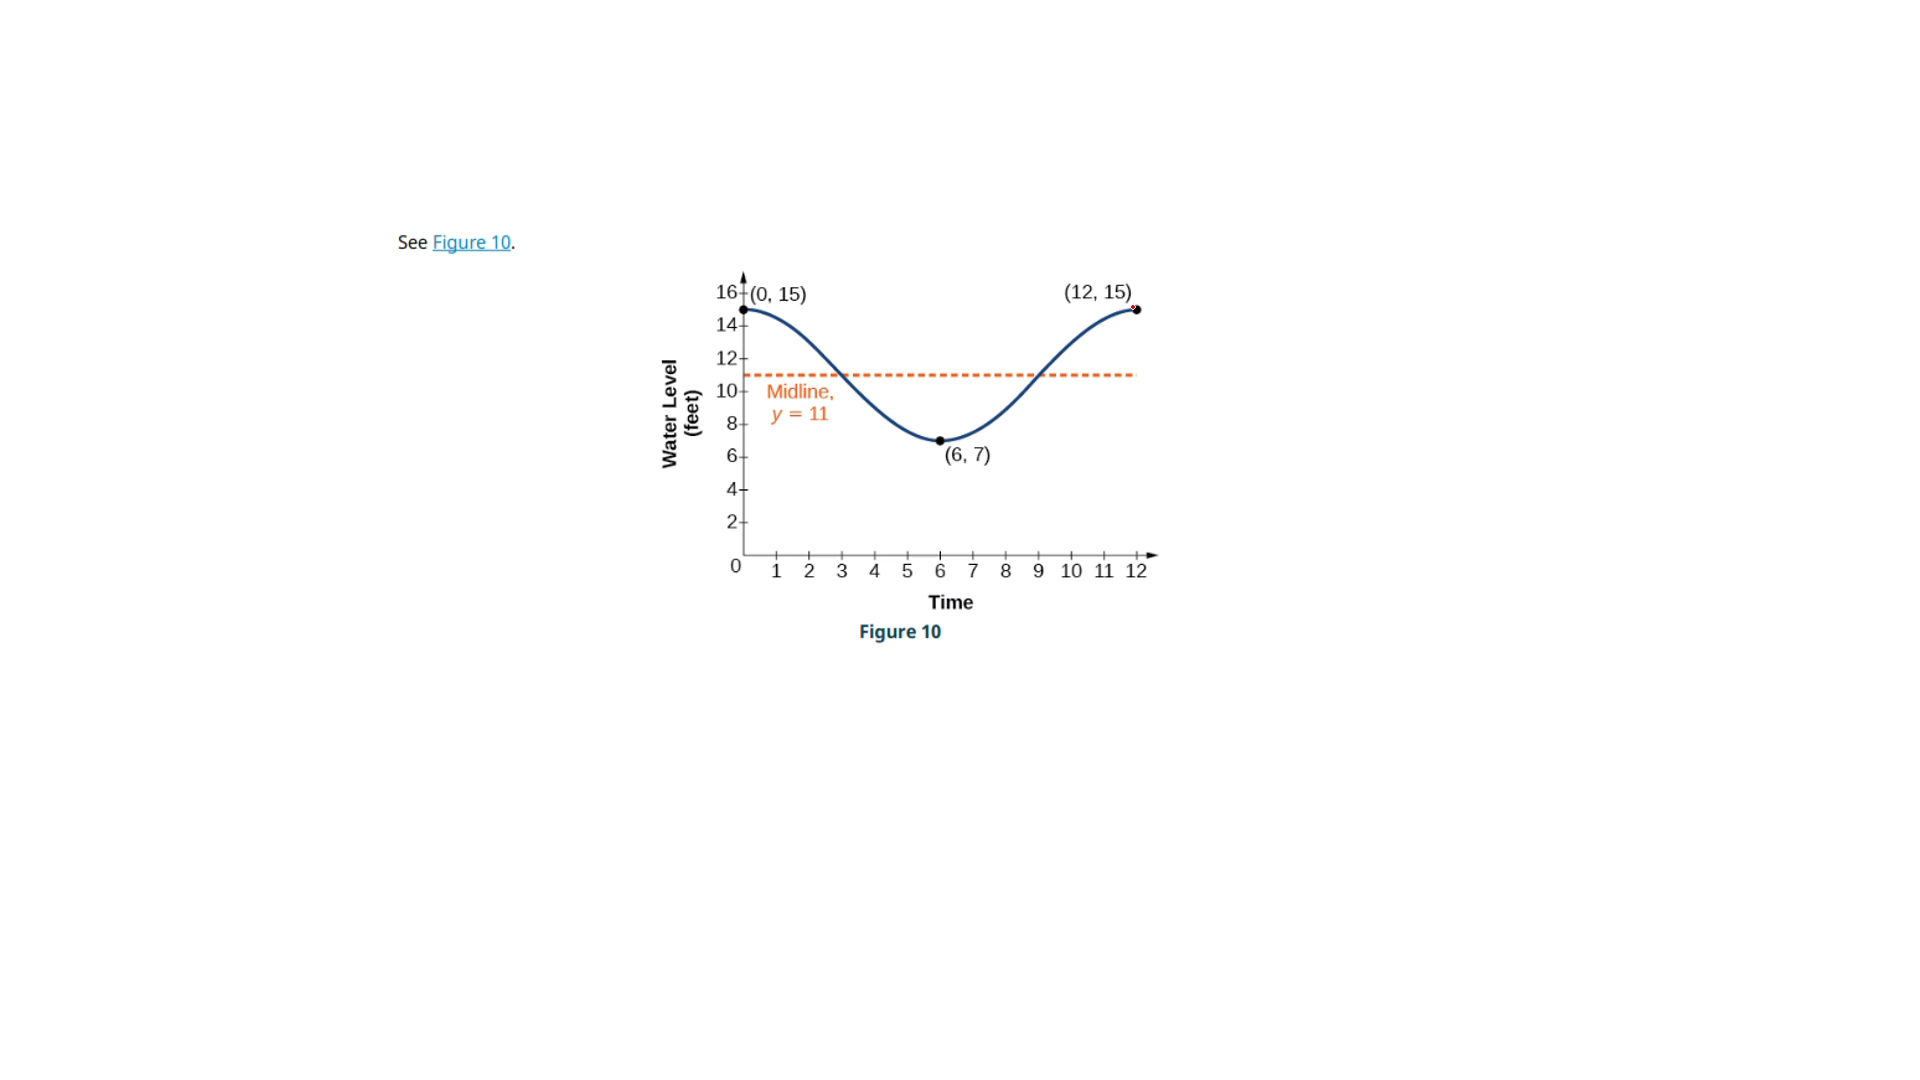 See Figure 10.
16
(0, 15)
(12, 15)
14
12
10
Midline,
y = 11
8
6
(6, 7)
4
2
0
1 2 3 4 5 6 7 8 9 10 11 12
Water Level
(feet)
Time
Figure 10